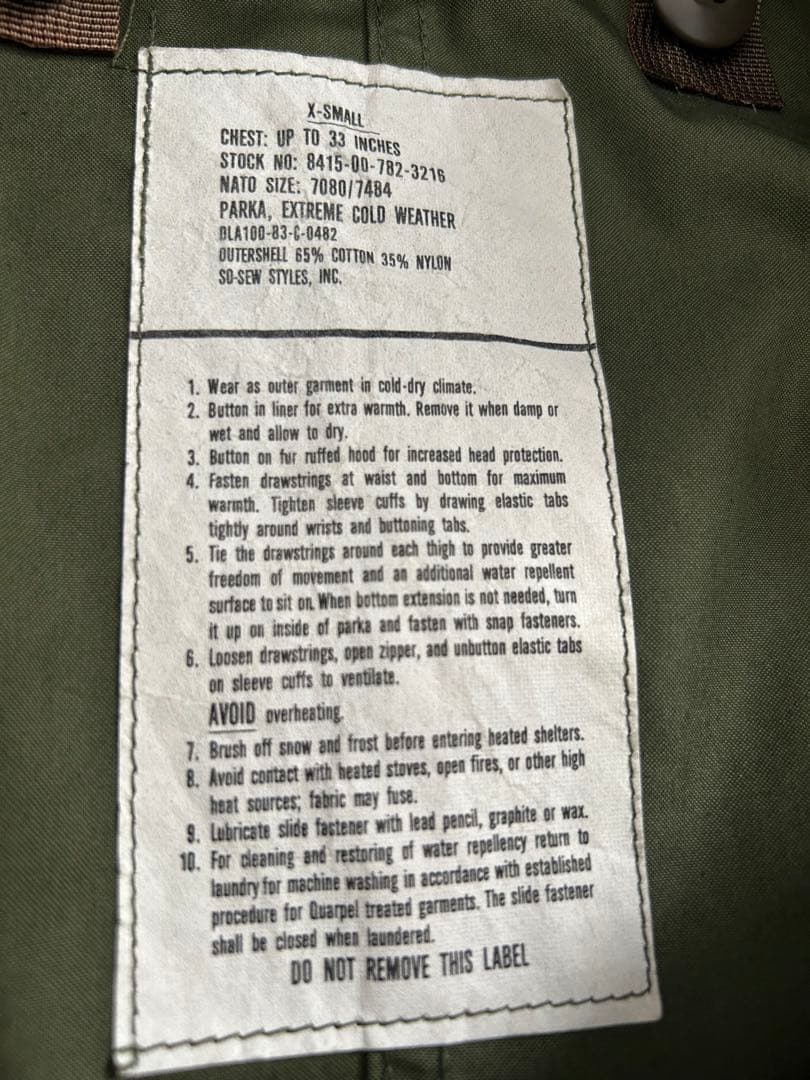 X-SMALL
CHEST: UP TO 33 INCHES
STOCK NO: 8415-00-782-3216
NATO SIZE: 7080/7484
PARKA, EXTREME COLD WEATHER
DLA100-83-C-0482
OUTERSHELL 65% COTTON 35% NYLON
SO-SEW STYLES, INC.
1. Wear as outer garment in cold-dry climate.
2. Button in liner for extra warmth. Remove it when damp or
wet and allow to dry.
3. Button on fur ruffed hood for increased head protection.
4. Fasten drawstrings at waist and bottom for maximum
warmth. Tighten sleeve cuffs by drawing elastic tabs
tightly around wrists and buttoning tabs.
5. Tie the drawstrings around each thigh to provide greater
freedom of movement and an additional water repellent
surface to sit on. When bottom extension is not needed, turn
it up on inside of parka and fasten with snap fasteners.
6. Loosen drawstrings, open zipper, and unbutton elastic tabs
on sleeve cuffs to ventilate.
AVOID overheating.
7. Brush off snow and frost before entering heated shelters.
8. Avoid contact with heated stoves, open fires, or other high
heat sources; fabric may fuse.
9. Lubricate slide fastener with lead pencil, graphite or wax.
10. For cleaning and restoring of water repellency return to
laundry for machine washing in accordance with established
procedure for Quarpel treated garments. The slide fastener
shall be closed when laundered.
DO NOT REMOVE THIS LABEL